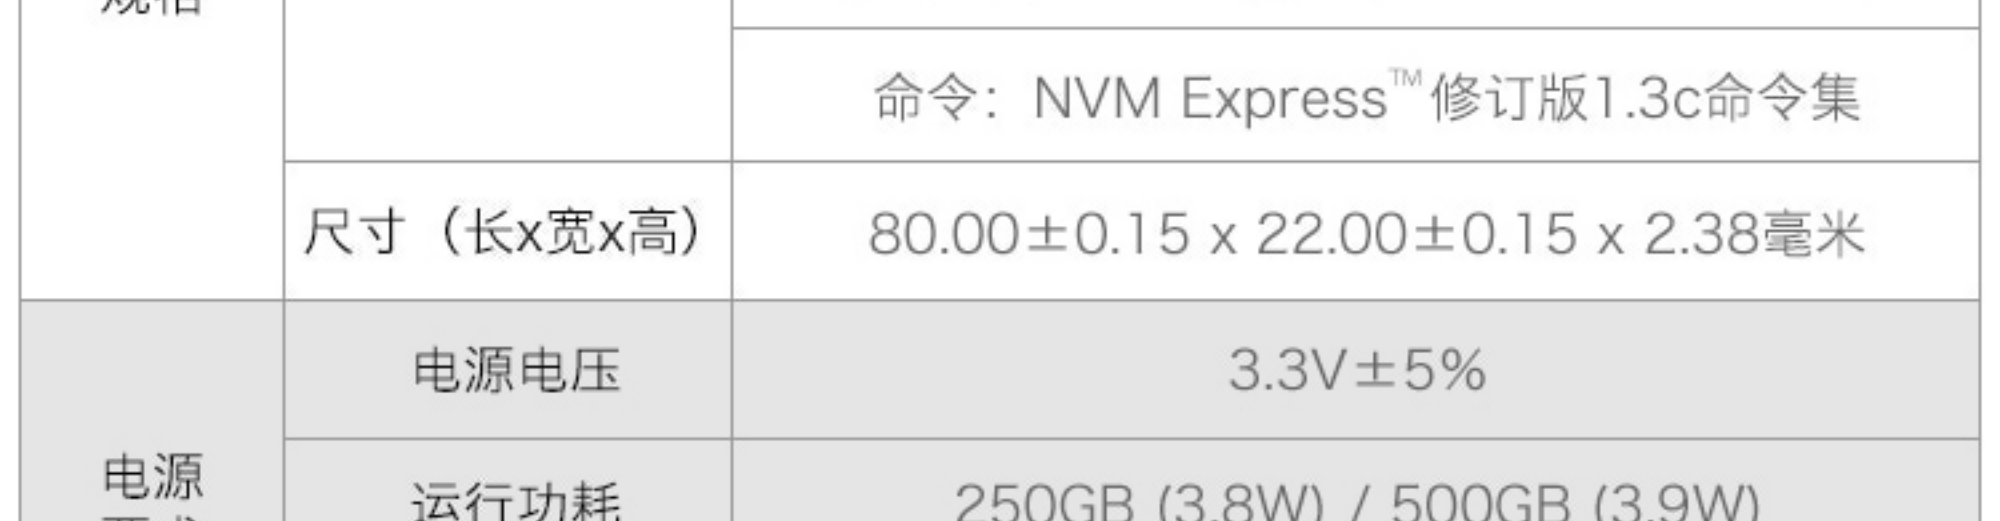 规格
命令：NVM Express™修订版1.3c命令集
尺寸（长x宽x高）
80.00±0.15 x 22.00±0.15 x 2.38毫米
电源电压
3.3V±5%
电源
运行功耗
250GB (3.8W) / 500GB (3.9W)